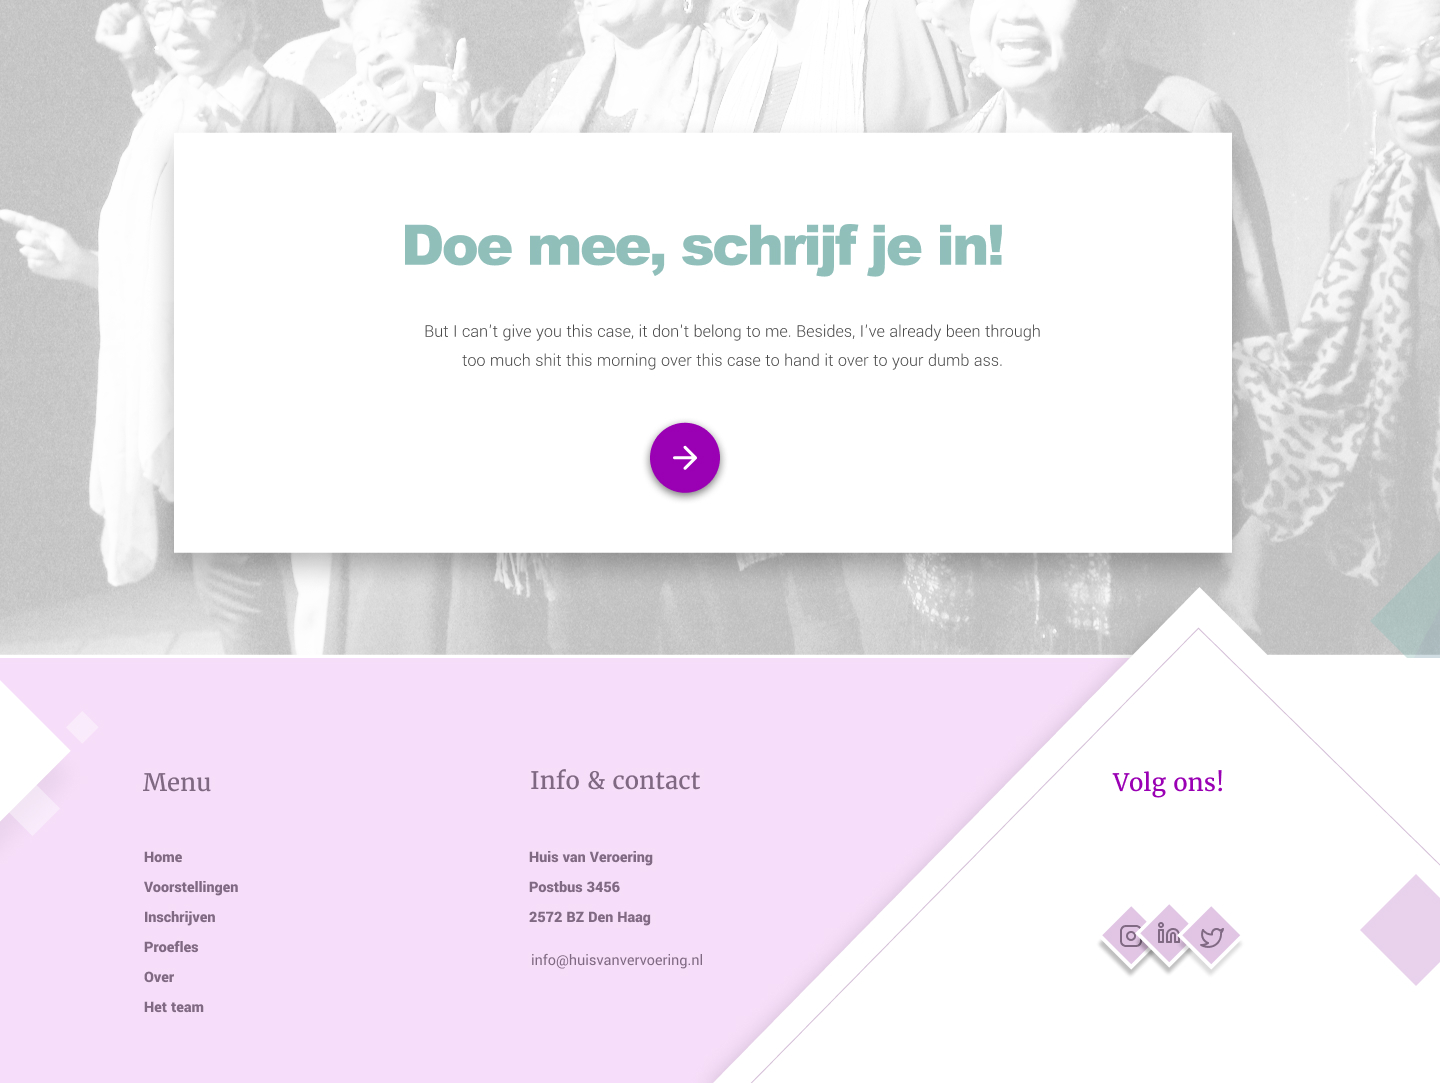 Doe mee, schrijf je in!
But I can't give you this case, it don't belong to me. Besides, I've already been through
too much shit this morning over this case to hand it over to your dumb ass.
Menu
Home
Voorstellingen
Inschrijven
Proefles
Over
Het team
Info & contact
Huis van Veroering
Postbus 3456
2572 BZ Den Haag
info@huisvanvervoering.nl
Volg ons!